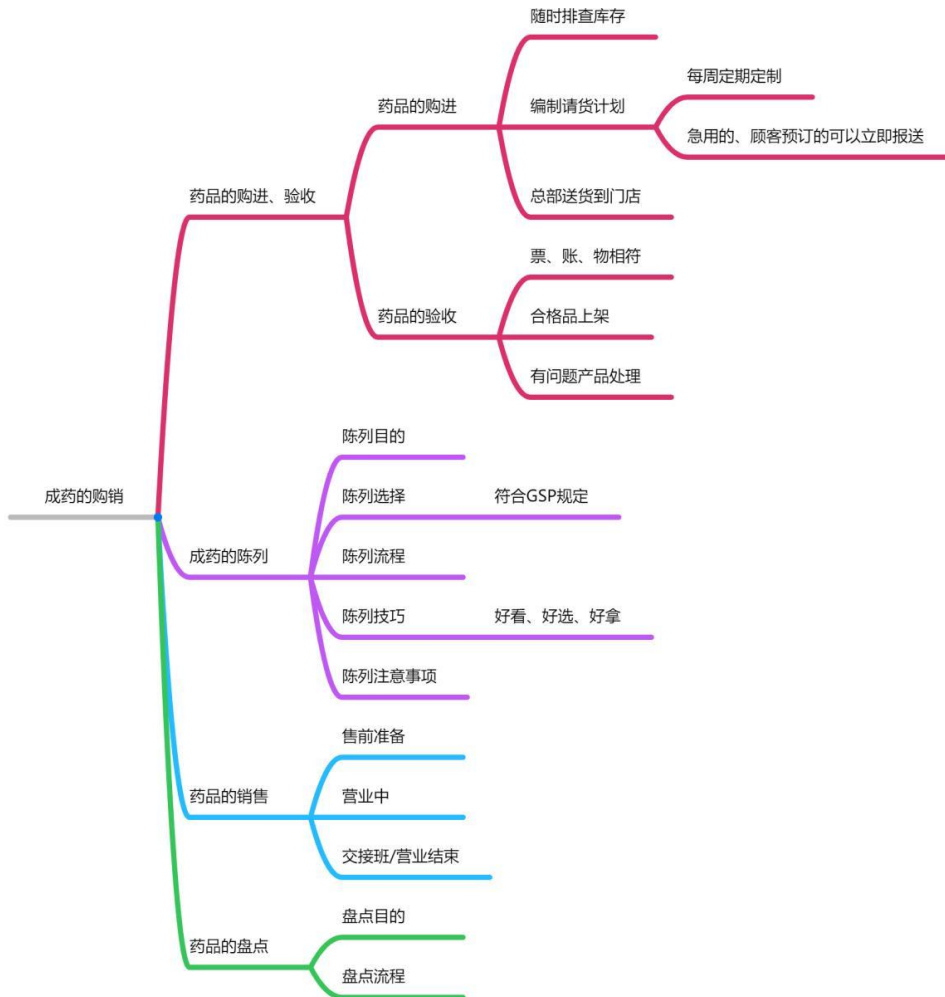 随时排查库存
每周定期定制
药品的购进
编制请货计划
急用的、顾客预订的可以立即报送
药品的购进、验收
总部送货到门店
票、账、物相符
药品的验收
合格品上架
有问题产品处理
陈列目的
成药的购销
陈列选择
符合GSP规定
成药的陈列
陈列流程
陈列技巧
好看、好选、好拿
陈列注意事项
售前准备
药品的销售
营业中
交接班/营业结束
盘点目的
药品的盘点
盘点流程